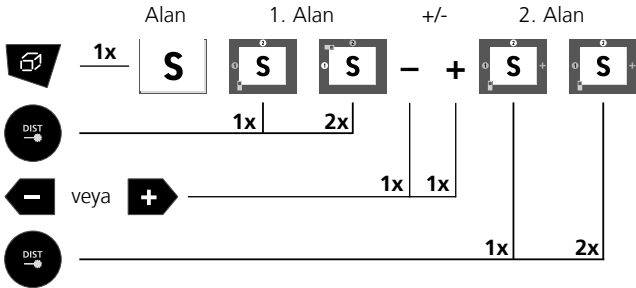 Alan 1. Alan +/- 2. Alan
1x S S S − + S S
DIST 1x 2x
− veya + 1x 1x
DIST 1x 2x